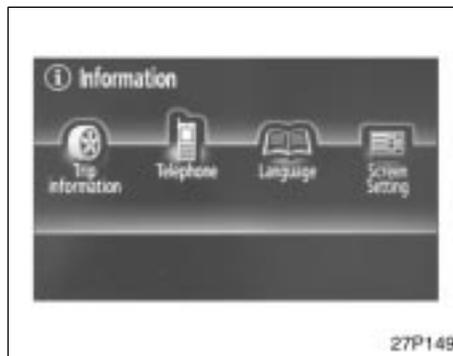 i Information
Trip information
Telephone
Language
Screen Setting
27P149